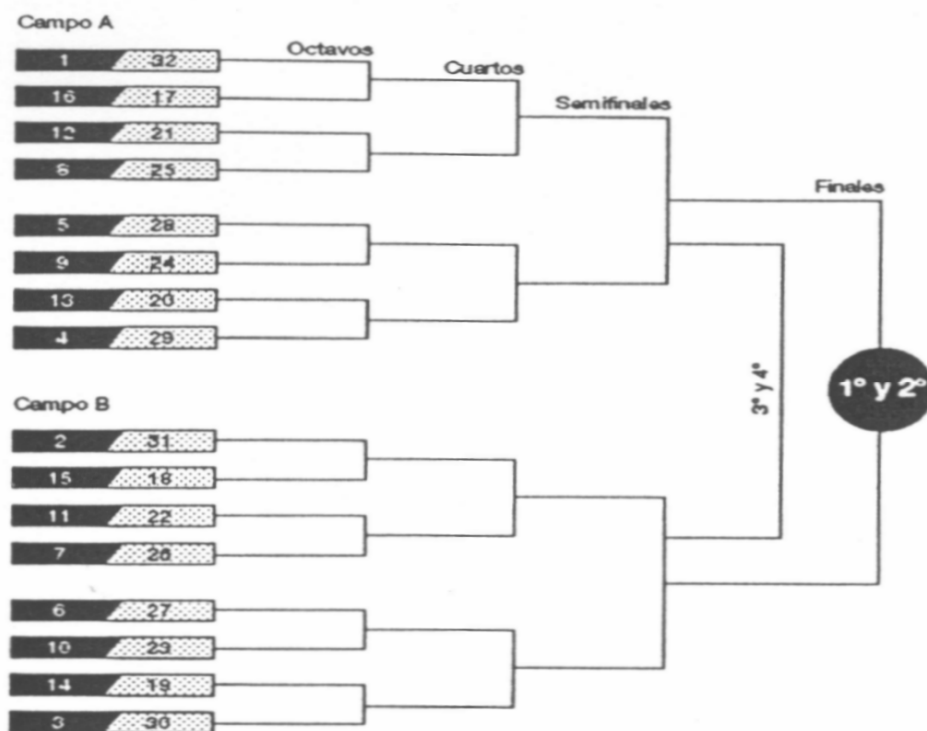 Campo A
Octavos
Cuartos
Semifinales
Finales
1 32
16 17
12 21
8 25
5 28
9 24
13 20
4 29
3º y 4º
1º y 2º
Campo B
2 31
15 18
11 22
7 26
6 27
10 23
14 19
3 30